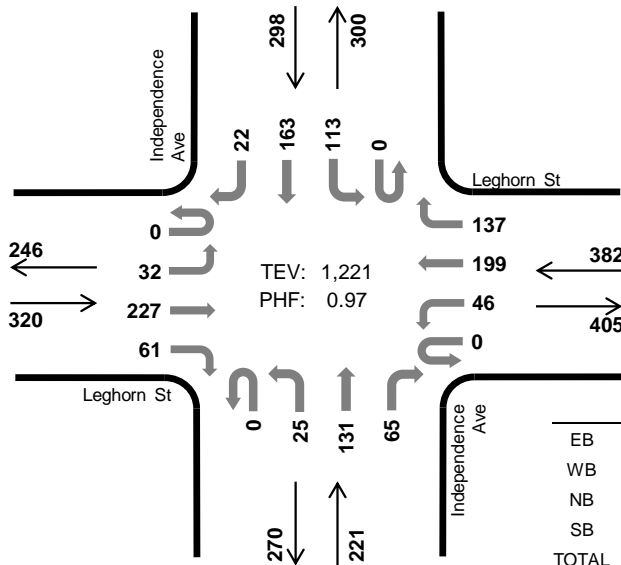 298
300
Independence
Ave
22
163
113
0
Leghorn St
0
137
246
32
TEV: 1,221
199
382
320
227
PHF: 0.97
46
405
61
0
Leghorn St
0
25
131
65
Independence
Ave
270
221
EB
WB
NB
SB
TOTAL